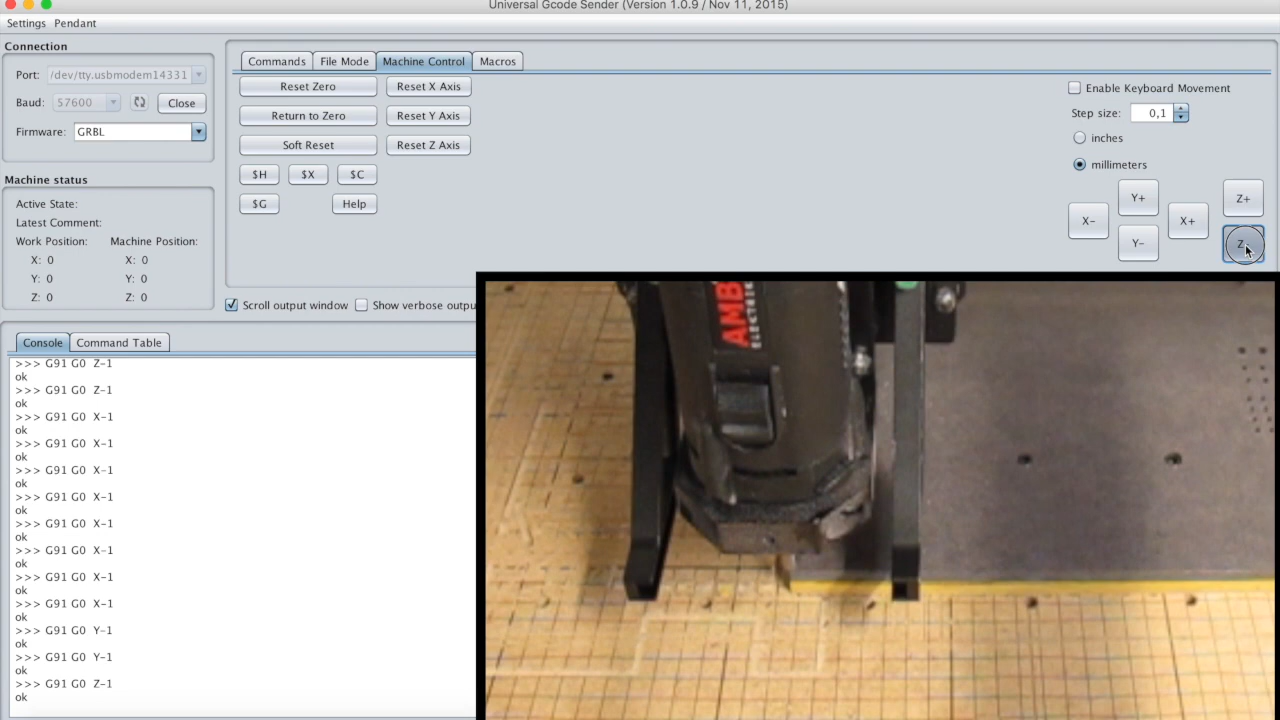 Universal Gcode Sender (Version 1.0.9 / Nov 11, 2015)
Settings Pendant
Connection
Port: /dev/tty.usbmodem14331
Baud: 57600 Close
Firmware: GRBL
Machine status
Active State:
Latest Comment:
Work Position: Machine Position:
X: 0 X: 0
Y: 0 Y: 0
Z: 0 Z: 0
Commands File Mode Machine Control Macros
Reset Zero Reset X Axis
Return to Zero Reset Y Axis
Soft Reset Reset Z Axis
$H $X $C
$G Help
Enable Keyboard Movement
Step size: 0,1
inches
millimeters
Y+ Z+
X- X+
Y- Z-
Scroll output window Show verbose outpu
Console Command Table
>>> G91 G0 Z-1
ok
>>> G91 G0 Z-1
ok
>>> G91 G0 X-1
ok
>>> G91 G0 X-1
ok
>>> G91 G0 X-1
ok
>>> G91 G0 X-1
ok
>>> G91 G0 X-1
ok
>>> G91 G0 X-1
ok
>>> G91 G0 X-1
ok
>>> G91 G0 X-1
ok
>>> G91 G0 Y-1
ok
>>> G91 G0 Y-1
ok
>>> G91 G0 Z-1
ok
AMB
ELECTRI